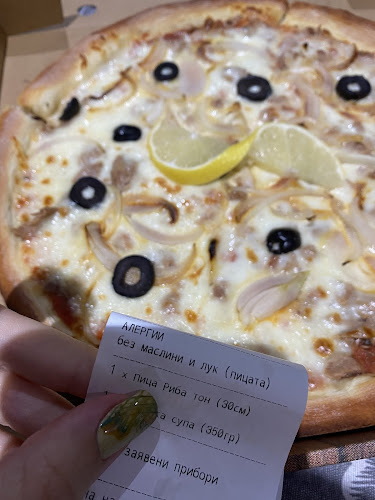 АЛЕРГИИ
без маслини и лук (пицата)
1 х пица риба тон (30см)
супа (350гр)
заявени прибори